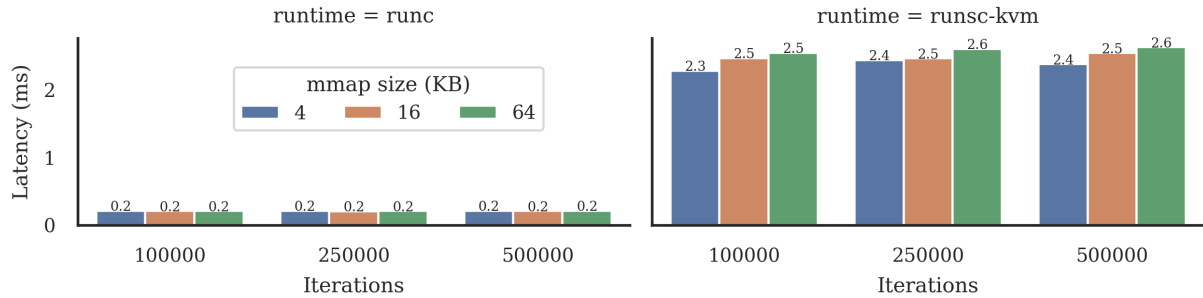 runtime = runc
runtime = runsc-kvm
Latency (ms)
2
1
0
mmap size (KB)
4 16 64
0.2 0.2 0.2 0.2 0.2 0.2 0.2 0.2 0.2
2.3 2.5 2.5 2.4 2.5 2.6 2.4 2.5 2.6
100000 250000 500000
100000 250000 500000
Iterations
Iterations